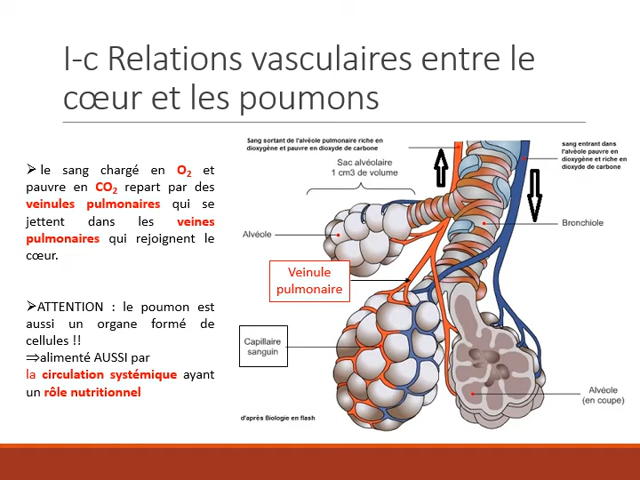 I-c Relations vasculaires entre le
cœur et les poumons
➢ le sang chargé en O2 et
pauvre en CO2 repart par des
veinules pulmonaires qui se
jettent dans les veines
pulmonaires qui rejoignent le
cœur.
➢ATTENTION : le poumon est
aussi un organe formé de
cellules !!
⇒alimenté AUSSI par
la circulation systémique ayant
un rôle nutritionnel
Sang sortant de l'alvéole pulmonaire riche en
dioxygène et pauvre en dioxyde de carbone
Sac alvéolaire
1 cm3 de volume
sang entrant dans
l'alvéole pauvre en
dioxygène et riche en
dioxyde de carbone
Alvéole
Bronchiole
Veinule
pulmonaire
Capillaire
sanguin
Alvéole
(en coupe)
d'après Biologie en flash